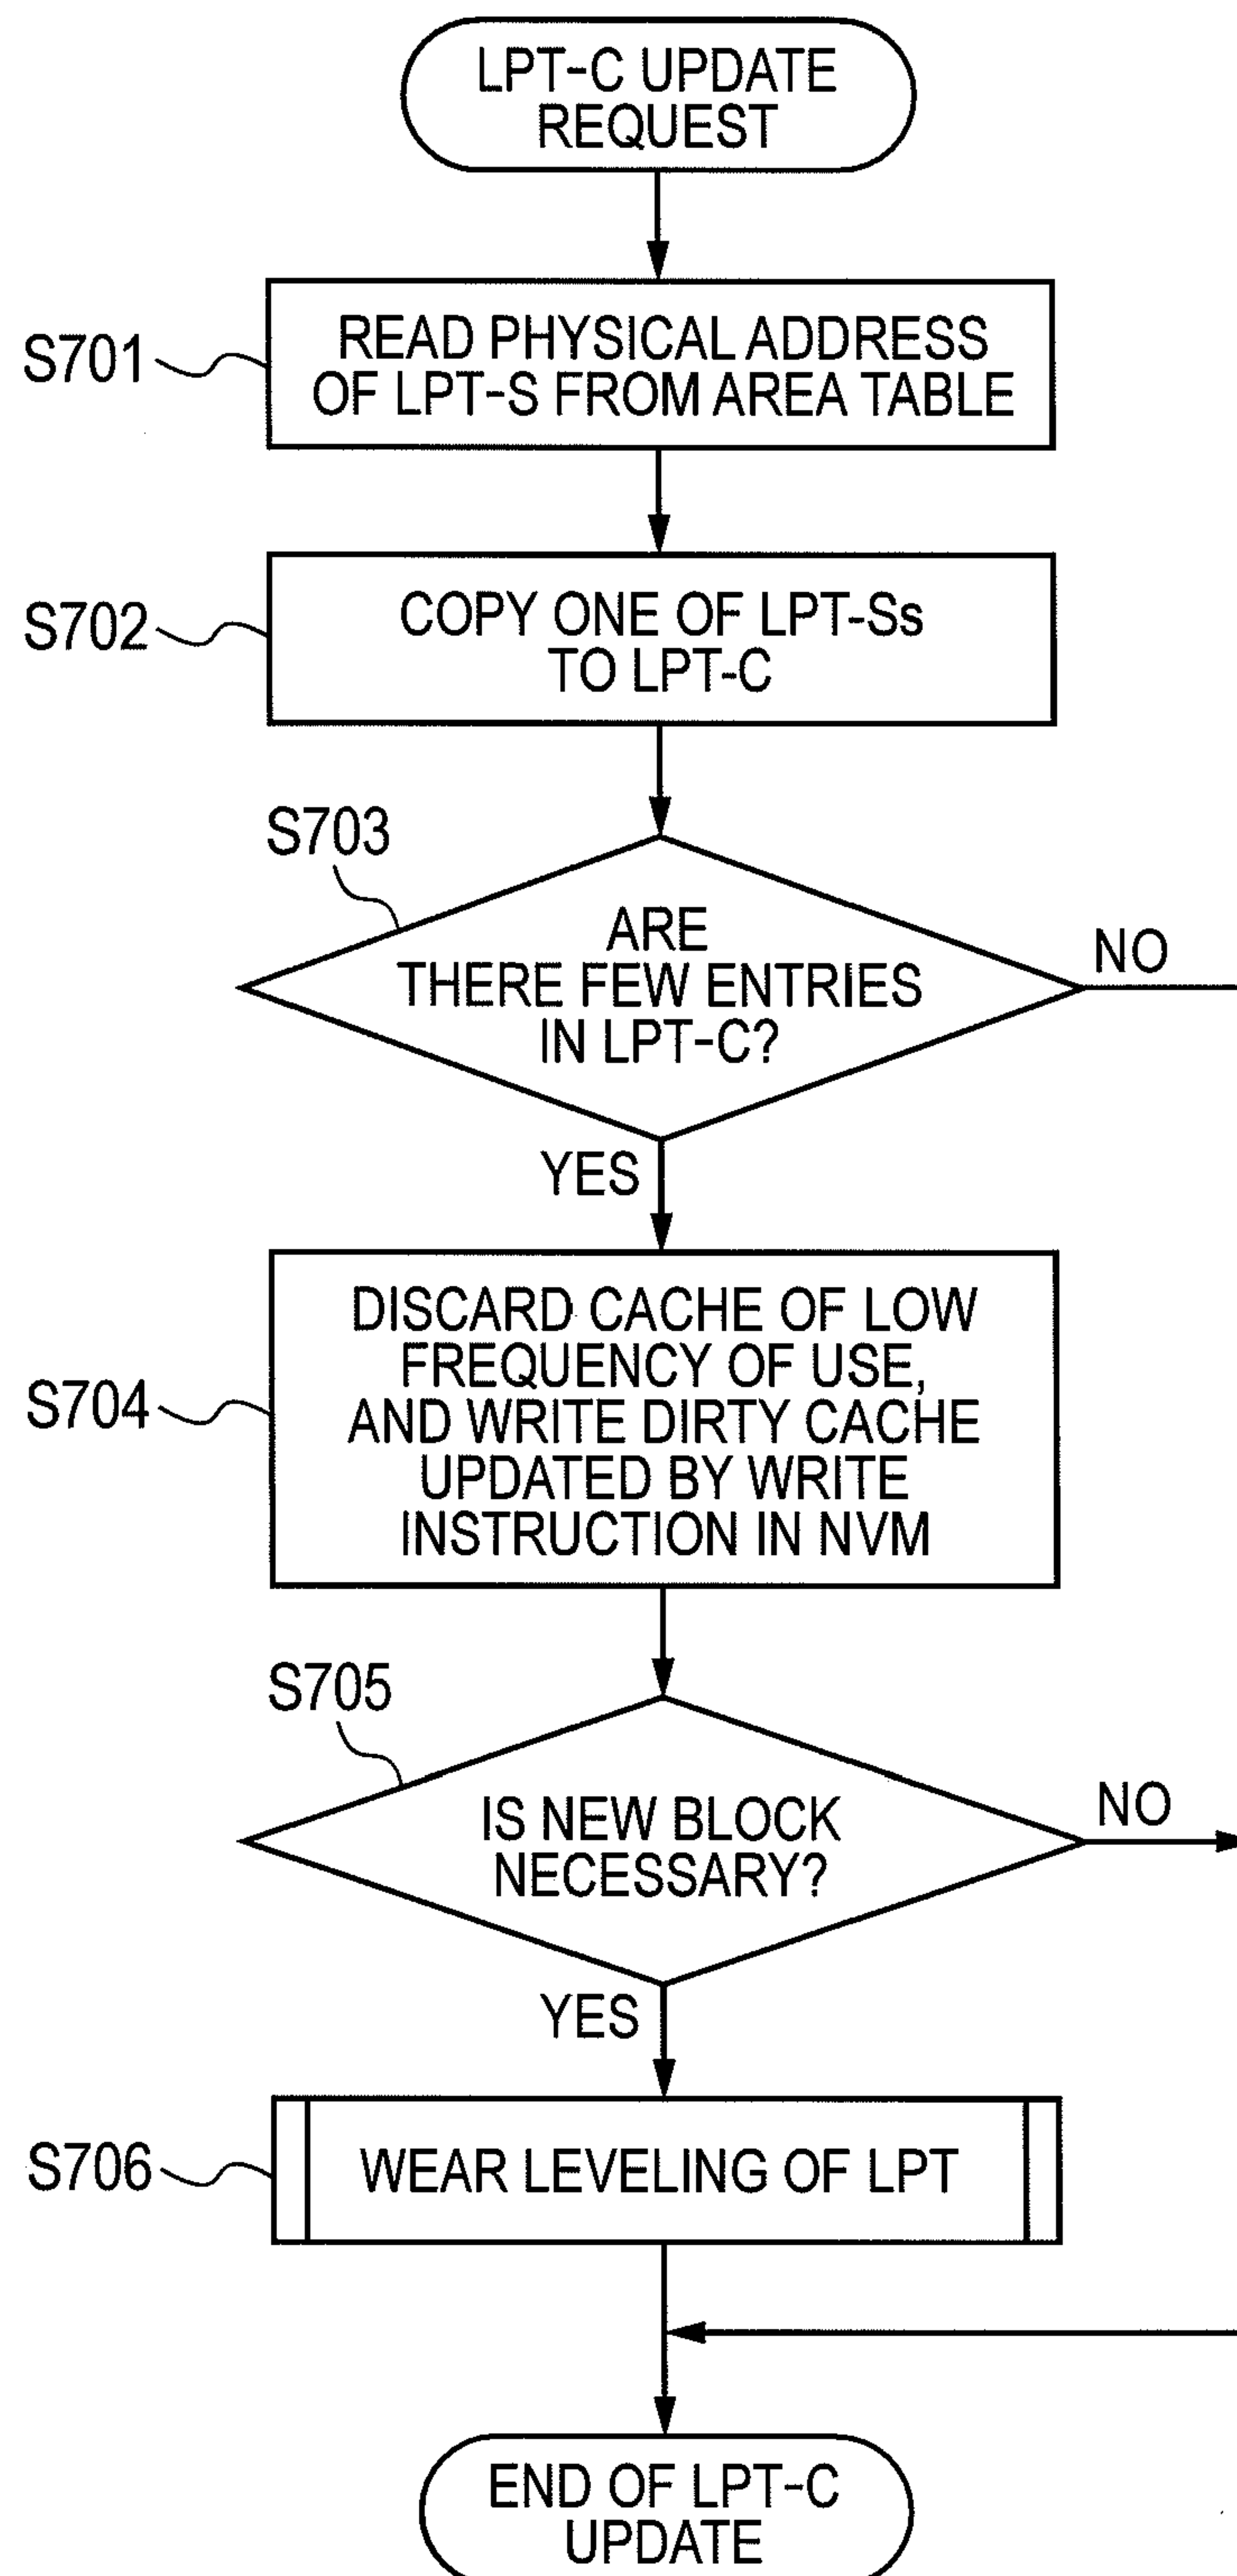 LPT-C UPDATE
REQUEST
S701
READ PHYSICAL ADDRESS
OF LPT-S FROM AREA TABLE
S702
COPY ONE OF LPT-Ss
TO LPT-C
S703
ARE
THERE FEW ENTRIES
IN LPT-C?
NO
YES
S704
DISCARD CACHE OF LOW
FREQUENCY OF USE,
AND WRITE DIRTY CACHE
UPDATED BY WRITE
INSTRUCTION IN NVM
S705
IS NEW BLOCK
NECESSARY?
NO
YES
S706
WEAR LEVELING OF LPT
END OF LPT-C
UPDATE